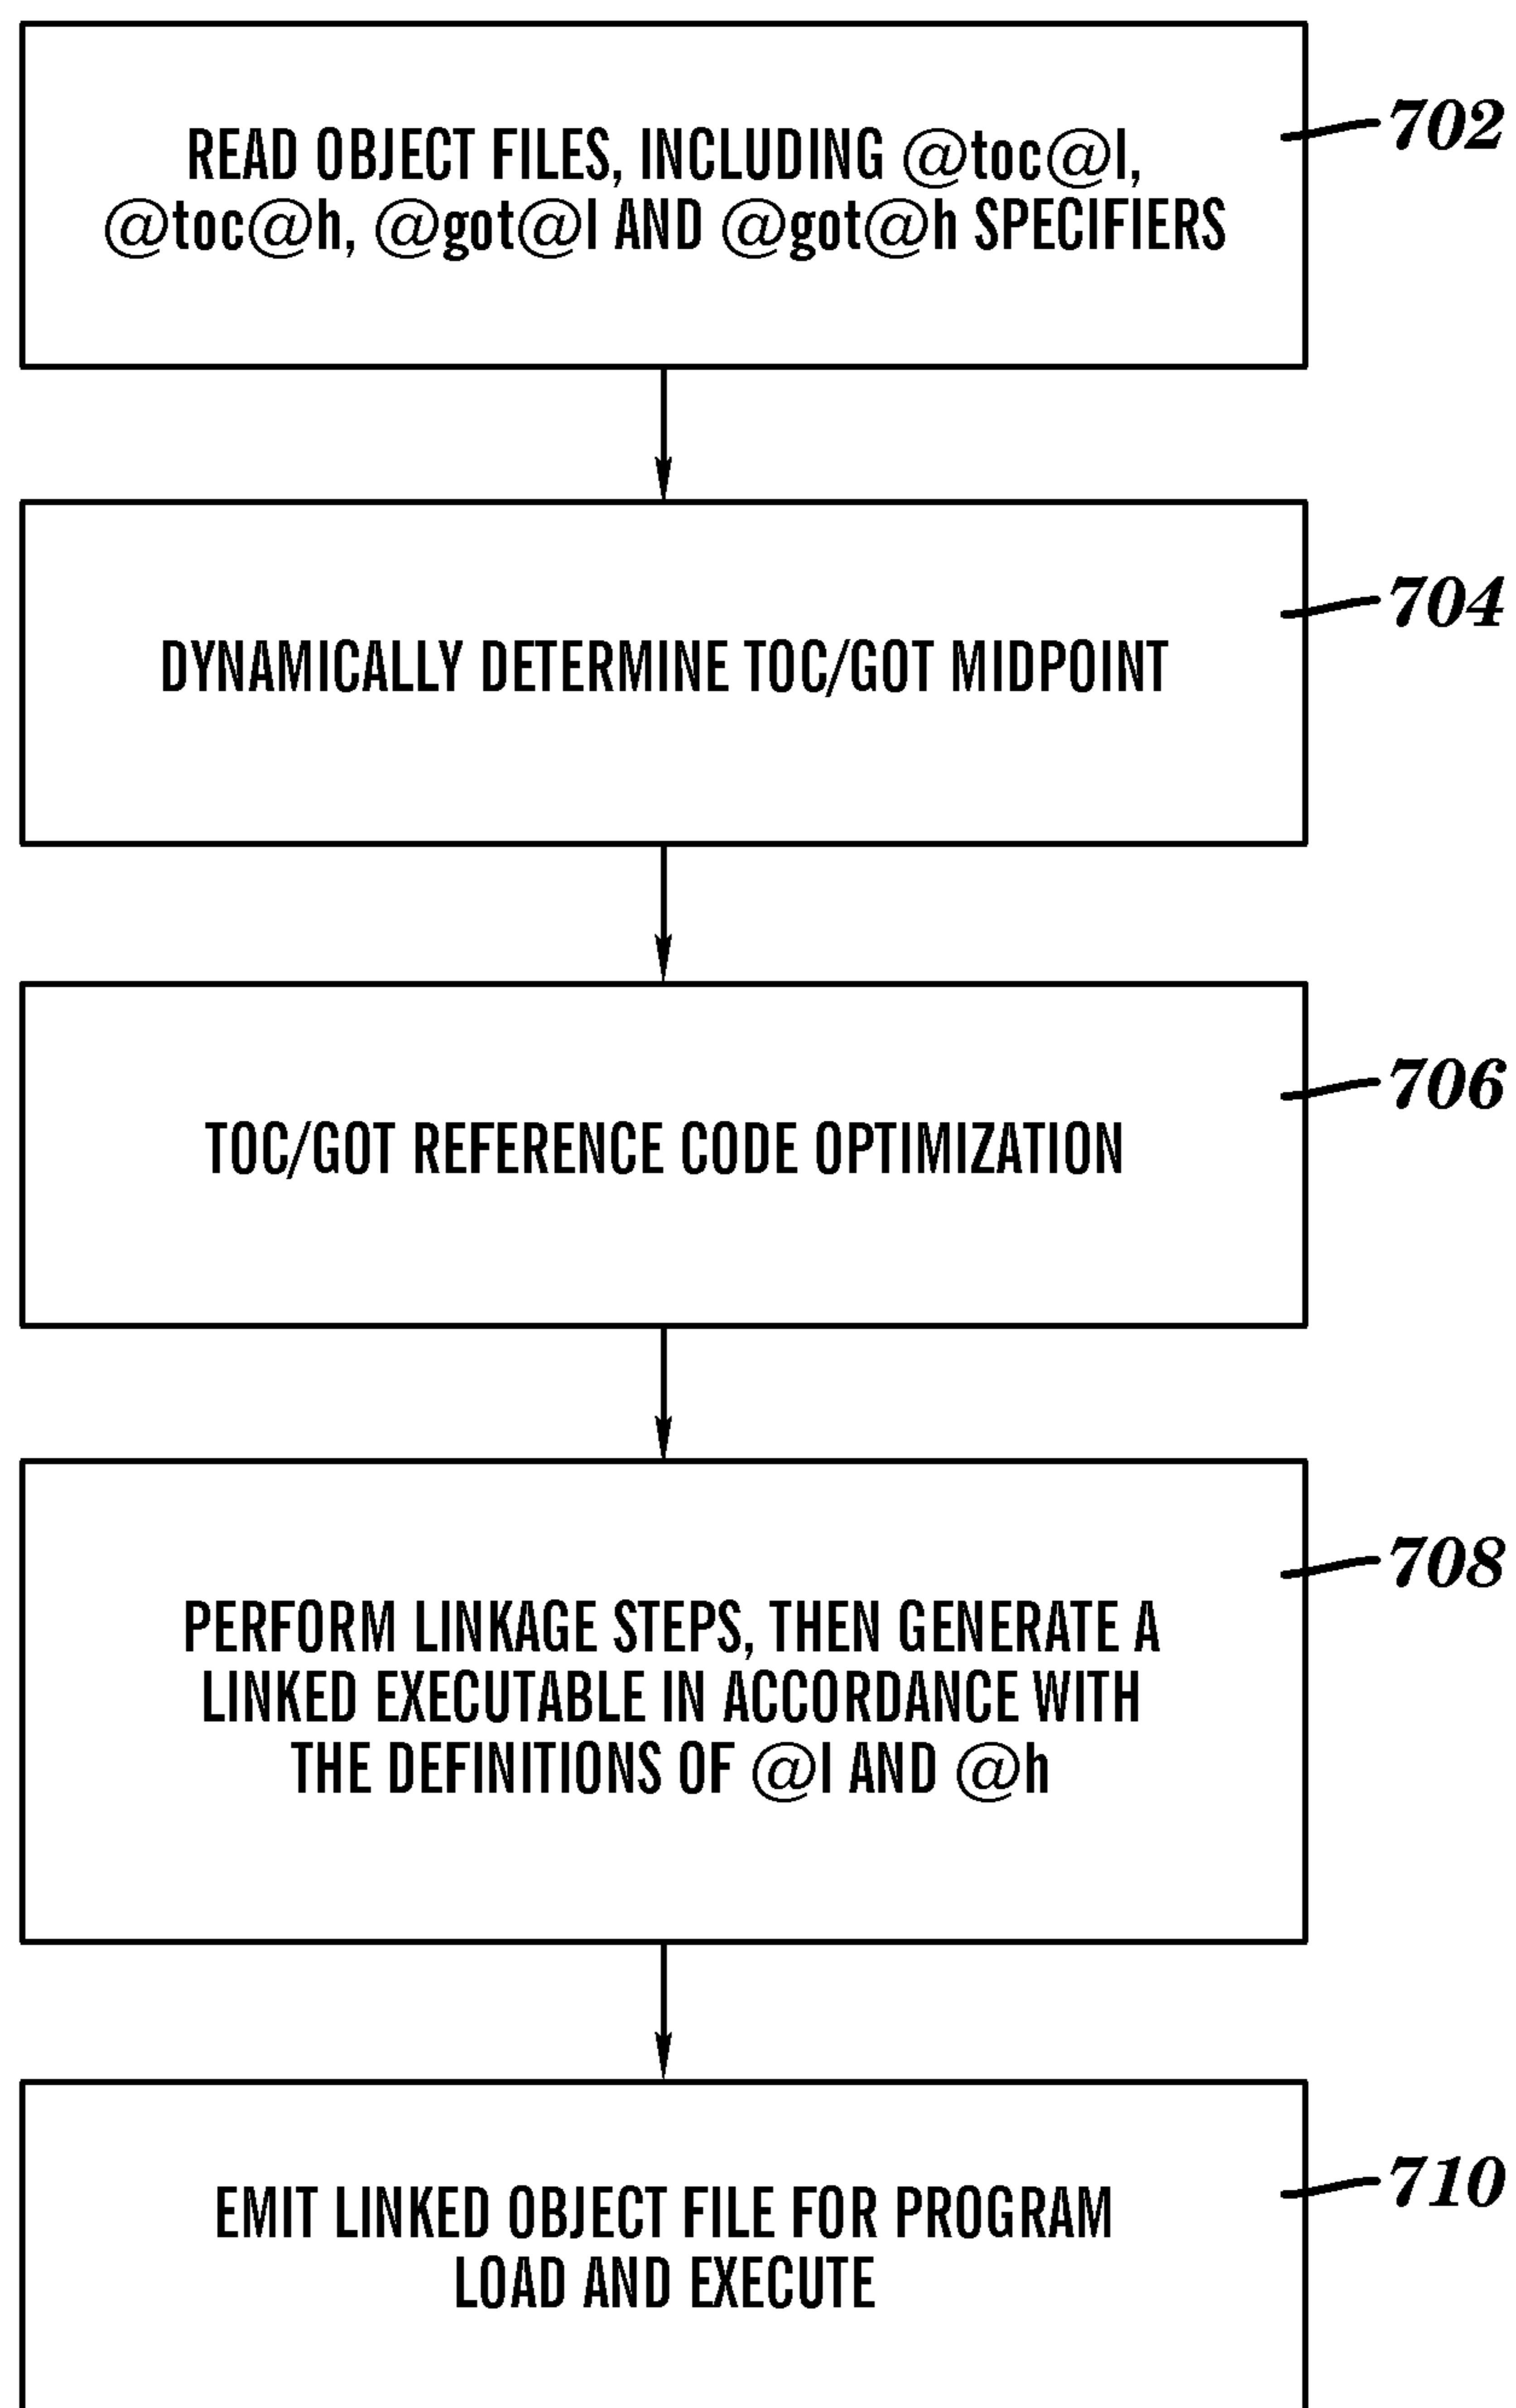 READ OBJECT FILES, INCLUDING @toc@l,
@toc@h, @got@l AND @got@h SPECIFIERS
702
DYNAMICALLY DETERMINE TOC/GOT MIDPOINT
704
TOC/GOT REFERENCE CODE OPTIMIZATION
706
PERFORM LINKAGE STEPS, THEN GENERATE A
LINKED EXECUTABLE IN ACCORDANCE WITH
THE DEFINITIONS OF @l AND @h
708
EMIT LINKED OBJECT FILE FOR PROGRAM
LOAD AND EXECUTE
710